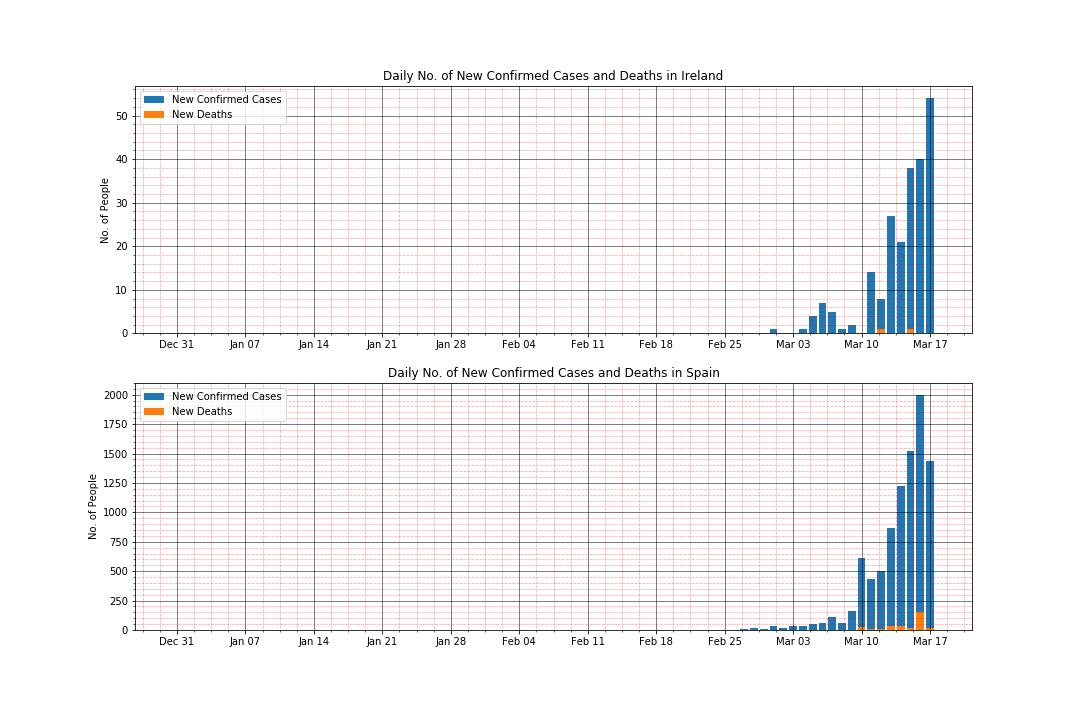 Daily No. of New Confirmed Cases and Deaths in Ireland
New Confirmed Cases
New Deaths
No. of People
50
40
30
20
10
0
Dec 31 Jan 07 Jan 14 Jan 21 Jan 28 Feb 04 Feb 11 Feb 18 Feb 25 Mar 03 Mar 10 Mar 17
Daily No. of New Confirmed Cases and Deaths in Spain
New Confirmed Cases
New Deaths
No. of People
2000
1750
1500
1250
1000
750
500
250
0
Dec 31 Jan 07 Jan 14 Jan 21 Jan 28 Feb 04 Feb 11 Feb 18 Feb 25 Mar 03 Mar 10 Mar 17